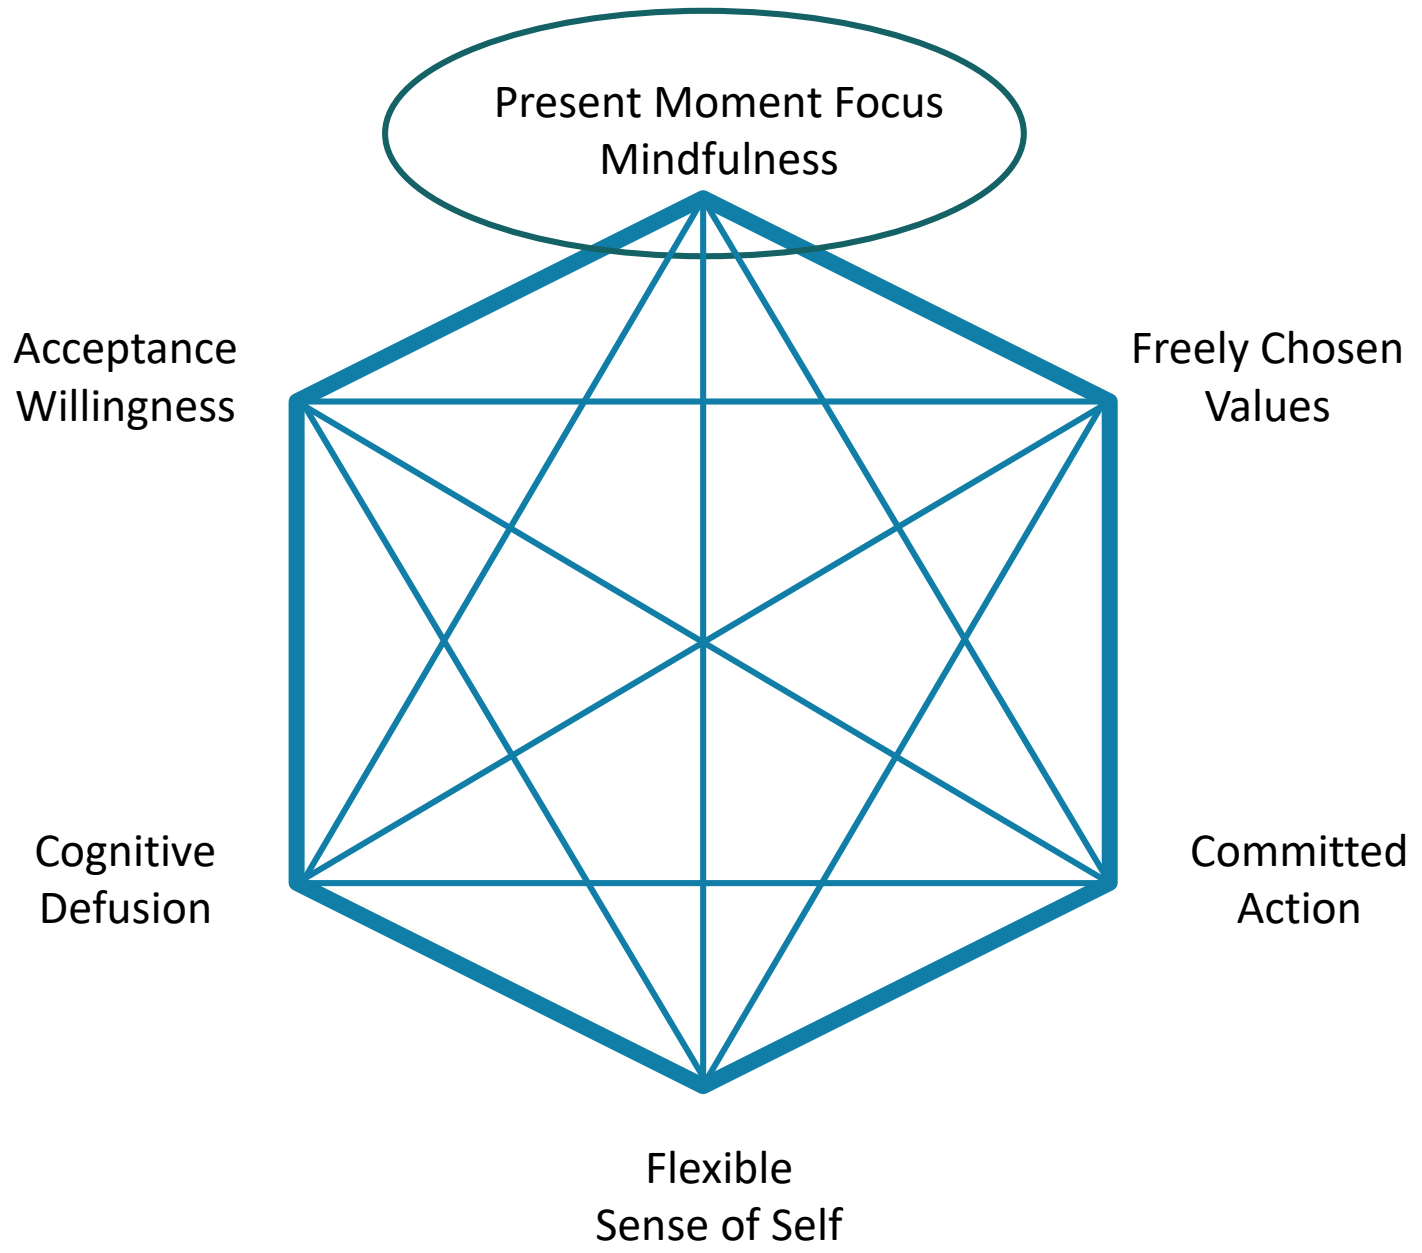 Present Moment Focus
Mindfulness
Acceptance
Willingness
Freely Chosen
Values
Cognitive
Defusion
Committed
Action
Flexible
Sense of Self